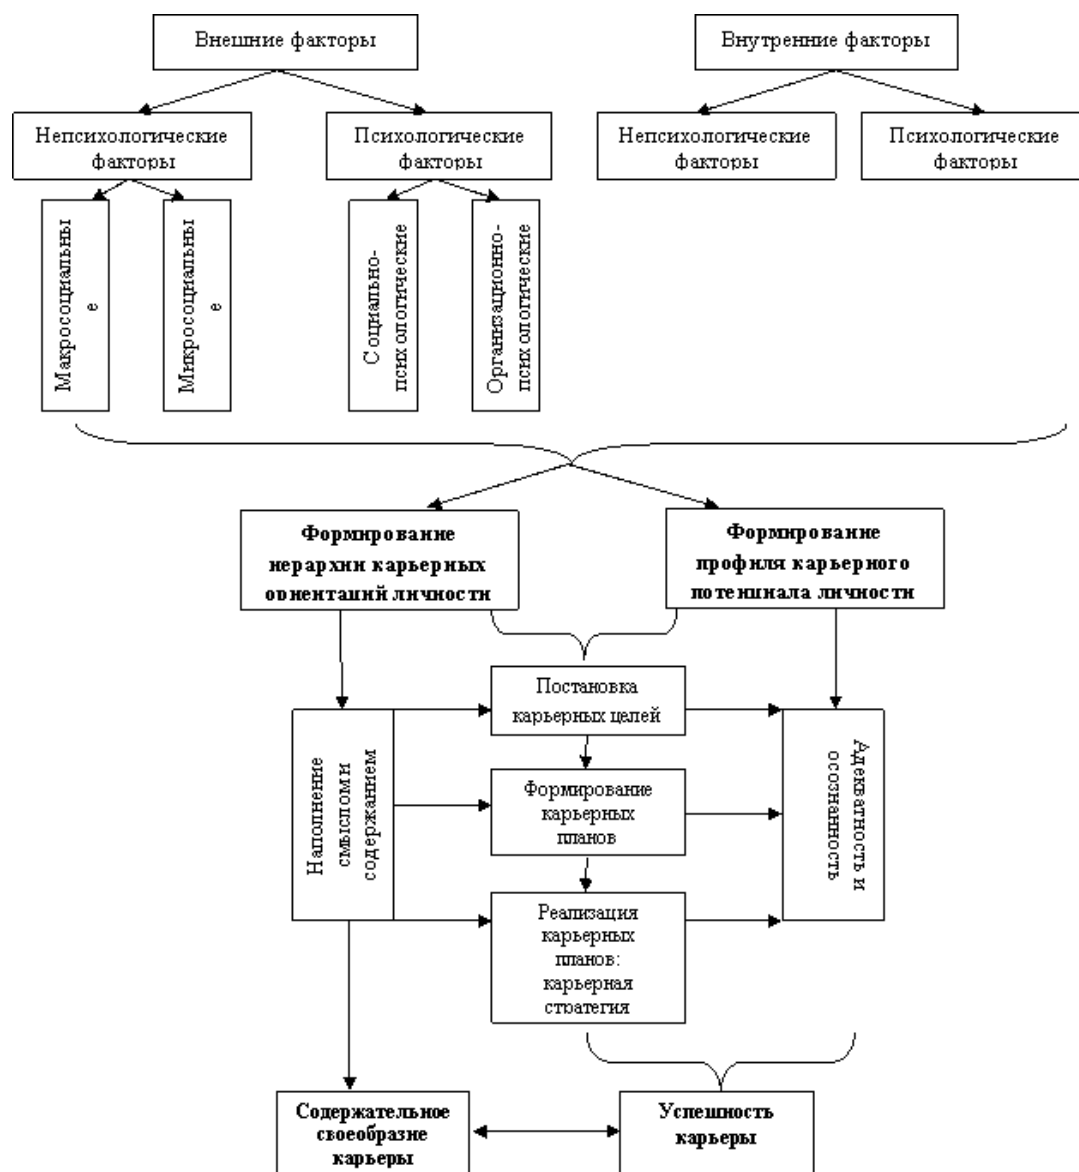 Внешние факторы
Внутренние факторы
Непсихологические
факторы
Психологические
факторы
Непсихологические
факторы
Психологические
факторы
Макросоциальны
е
Микросоциальны
е
Социально-
психологические
Организационно-
психологические
Формирование
иерархии карьерных
ориентаций личности
Формирование
профиля карьерного
потенциала личности
Постановка
карьерных целей
Наполнение
смыслом и
содержанием
Формирование
карьерных
планов
Адекватность и
осознанность
Реализация
карьерных
планов:
карьерная
стратегия
Содержательное
своеобразие
карьеры
Успешность
карьеры